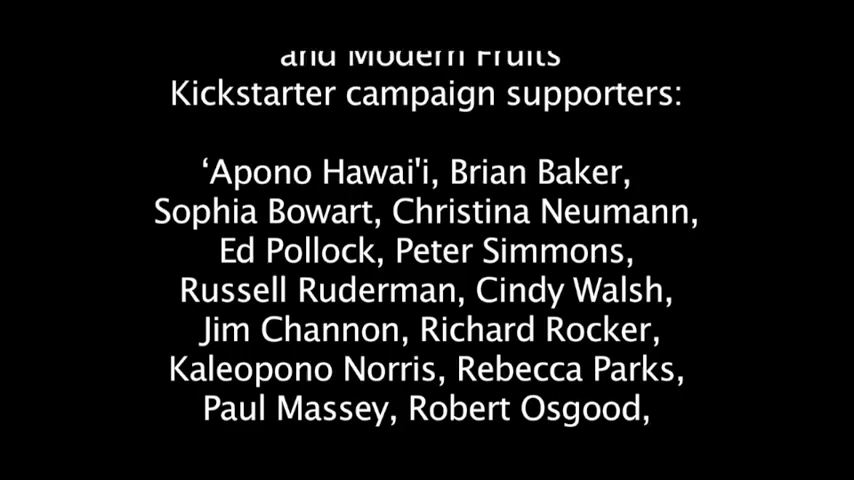 and Modern Fruits
Kickstarter campaign supporters:
‘Apono Hawai'i, Brian Baker,
Sophia Bowart, Christina Neumann,
Ed Pollock, Peter Simmons,
Russell Ruderman, Cindy Walsh,
Jim Channon, Richard Rocker,
Kaleopono Norris, Rebecca Parks,
Paul Massey, Robert Osgood,